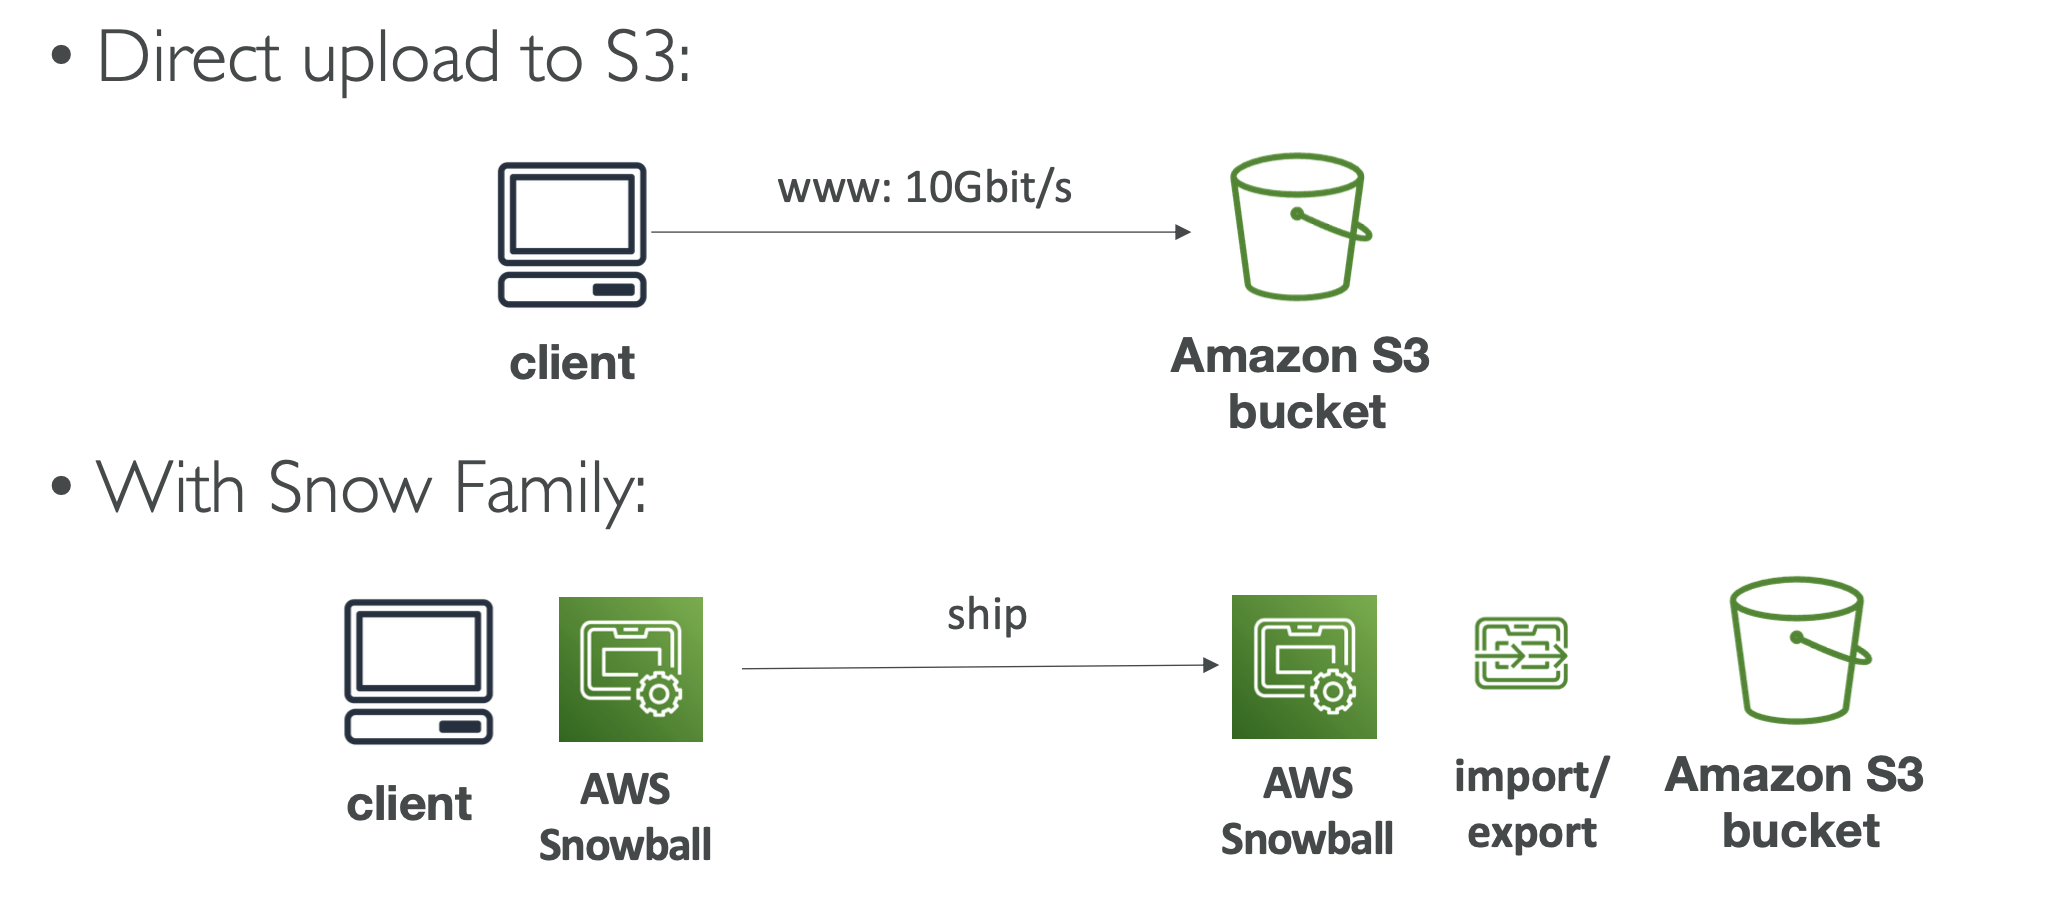 • Direct upload to S3:
www: 10Gbit/s
client
Amazon S3
bucket
• With Snow Family:
ship
client
AWS
Snowball
AWS
Snowball
import/
export
Amazon S3
bucket